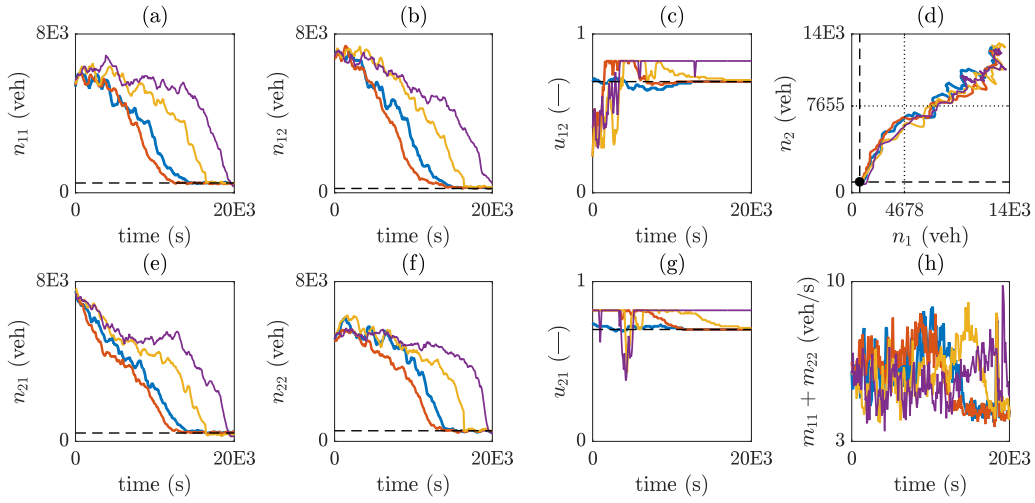 (a) (b) (c) (d)
8E3 8E3 1 14E3
n₁₁ (veh) n₁₂ (veh) u₁₂ (—) n₂ (veh) 7655
0 0 0 0
0 20E3 0 20E3 0 20E3 0 4678 14E3
time (s) time (s) time (s) n₁ (veh)
(e) (f) (g) (h)
8E3 8E3 1 10
n₂₁ (veh) n₂₂ (veh) u₂₁ (—) m₁₁ + m₂₂ (veh/s)
0 0 0 3
0 20E3 0 20E3 0 20E3 0 20E3
time (s) time (s) time (s) time (s)